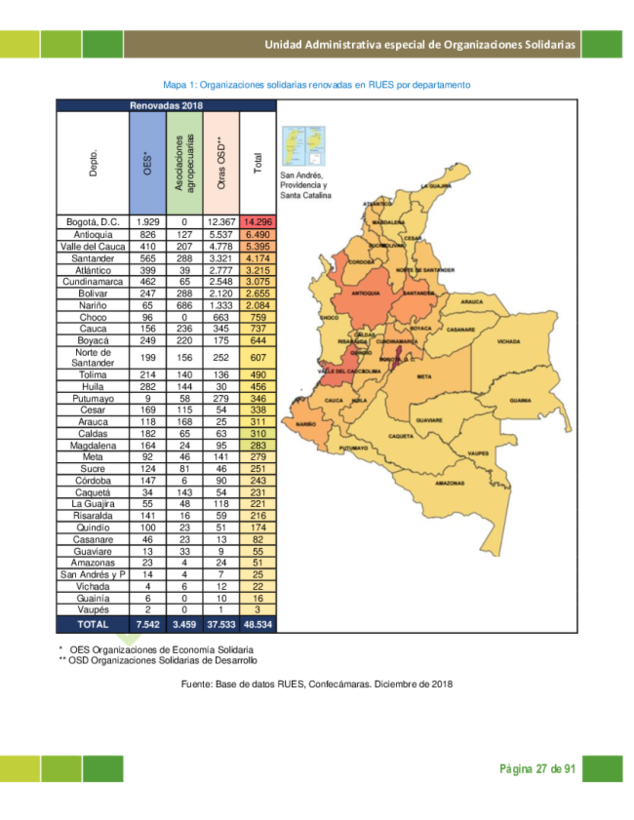 Unidad Administrativa especial de Organizaciones Solidarias
Mapa 1: Organizaciones solidarias renovadas en RUES por departamento
Renovadas 2018
Depto. OES* Asociaciones agropecuarias Otras OSD** Total
Bogotá, D.C. 1.929 0 12.367 14.296
Antioquia 826 127 5.537 6.490
Valle del Cauca 410 207 4.778 5.395
Santander 565 288 3.321 4.174
Atlántico 399 39 2.777 3.215
Cundinamarca 462 65 2.548 3.075
Bolivar 247 288 2.120 2.655
Nariño 65 686 1.333 2.084
Choco 96 0 663 759
Cauca 156 236 345 737
Boyacá 249 220 175 644
Norte de Santander 199 156 252 607
Tolima 214 140 136 490
Huila 282 144 30 456
Putumayo 9 58 279 346
Cesar 169 115 54 338
Arauca 118 168 25 311
Caldas 182 65 63 310
Magdalena 164 24 95 283
Meta 92 46 141 279
Sucre 124 81 46 251
Córdoba 147 6 90 243
Caquetá 34 143 54 231
La Guajira 55 48 118 221
Risaralda 141 16 59 216
Quindío 100 23 51 174
Casanare 46 23 13 82
Guaviare 13 33 9 55
Amazonas 23 4 24 51
San Andrés y P 14 4 7 25
Vichada 4 6 12 22
Guainía 6 0 10 16
Vaupés 2 0 1 3
TOTAL 7.542 3.459 37.533 48.534
San Andrés,
Providencia y
Santa Catalina
LA GUAJIRA
ATLANTICO
MAGDALENA
CESAR
SUCRE BOLIVAR
CORDOBA
NORTE DE SANTANDER
ANTIOQUIA
SANTANDER
ARAUCA
CHOCO
BOYACA
CASANARE
CALDAS
RISARALDA
CUNDINAMARCA
VICHADA
QUINDIO
BOGOTA, D. C.
VALLE DEL CAUCA
TOLIMA
META
CAUCA
HUILA
GUAINIA
NARIÑO
GUAVIARE
CAQUETA
PUTUMAYO
VAUPES
AMAZONAS
* OES Organizaciones de Economía Solidaria
** OSD Organizaciones Solidarias de Desarrollo
Fuente: Base de datos RUES, Confecámaras. Diciembre de 2018
Página 27 de 91